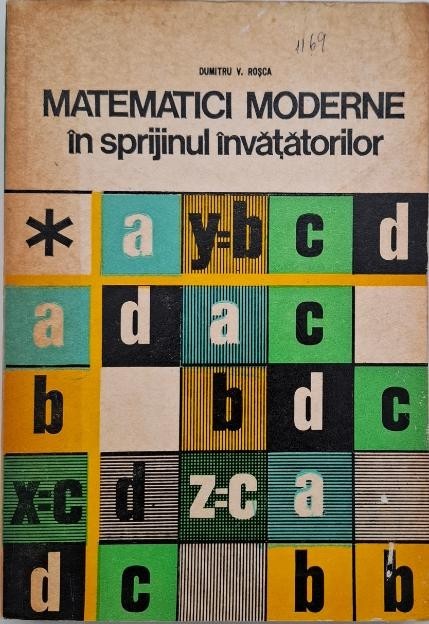 1169
DUMITRU V. ROȘCA
MATEMATICI MODERNE
în sprijinul învățătorilor
* a y=b c d
a d a c
b b d c
x=c d z=c a
d c b b